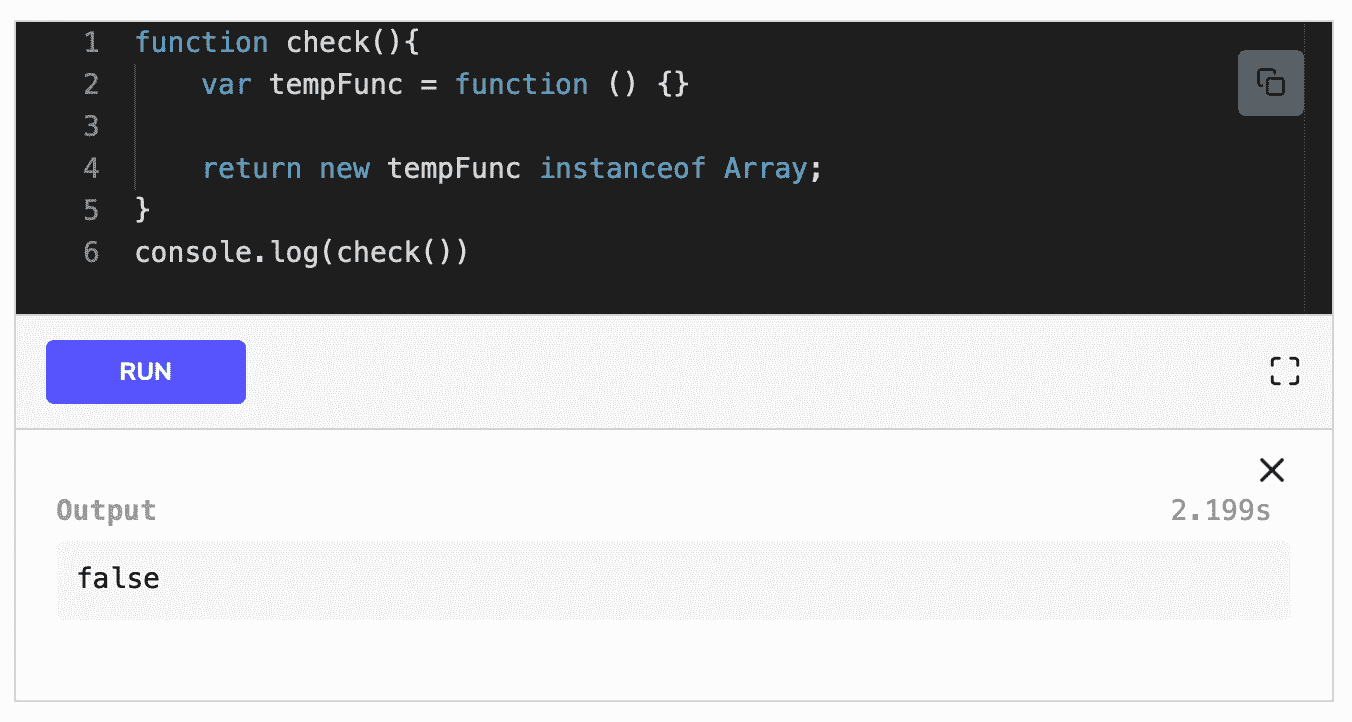 1 function check(){
2 var tempFunc = function () {}
3
4 return new tempFunc instanceof Array;
5 }
6 console.log(check())
RUN
Output 2.199s
false